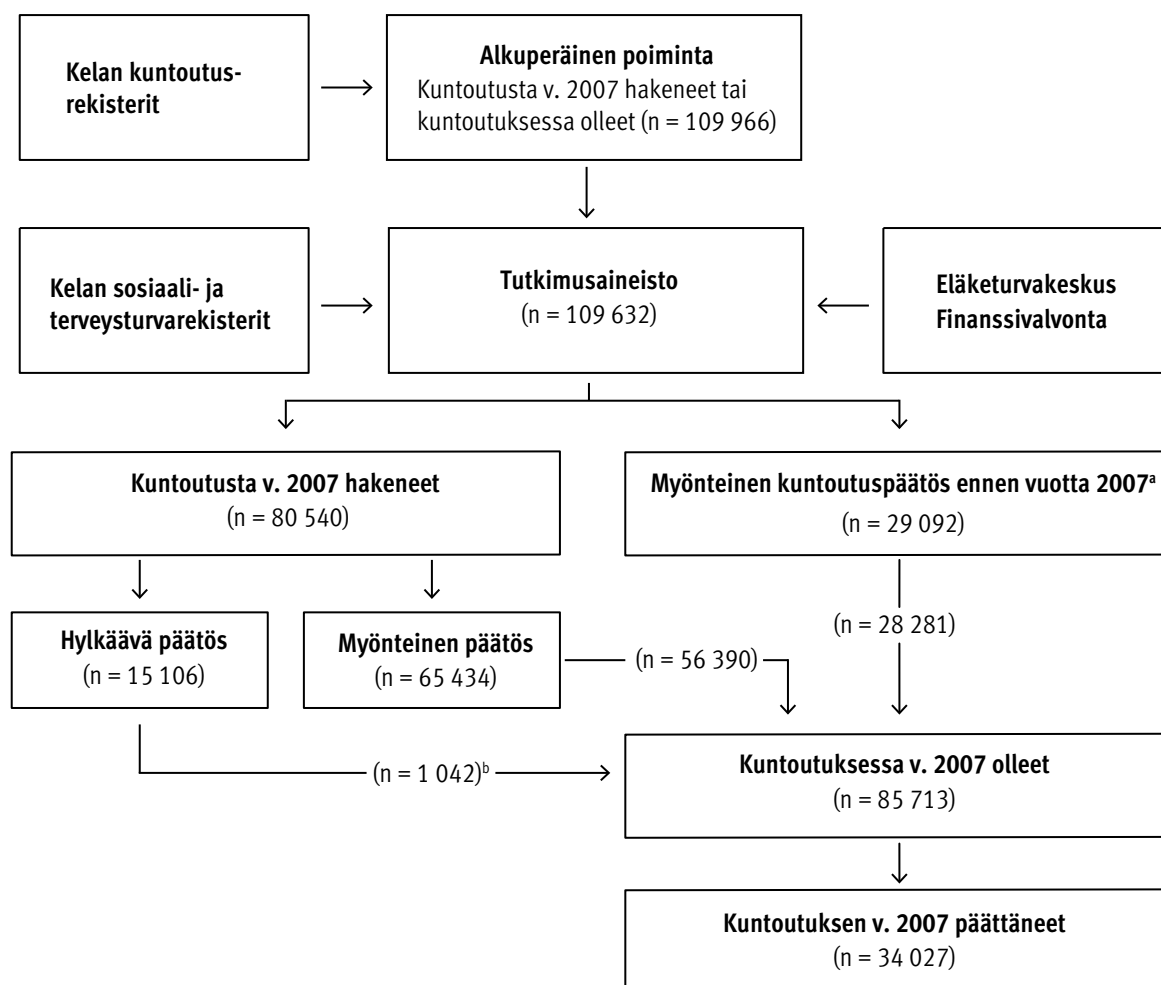 Kelan kuntoutus-
rekisterit
Alkuperäinen poiminta
Kuntoutusta v. 2007 hakeneet tai
kuntoutuksessa olleet (n = 109 966)
Kelan sosiaali- ja
terveysturvarekisterit
Tutkimusaineisto
(n = 109 632)
Eläketurvakeskus
Finanssivalvonta
Kuntoutusta v. 2007 hakeneet
(n = 80 540)
Myönteinen kuntoutuspäätös ennen vuotta 2007ᵃ
(n = 29 092)
Hylkäävä päätös
(n = 15 106)
Myönteinen päätös
(n = 65 434)
(n = 56 390)
(n = 28 281)
(n = 1 042)ᵇ
Kuntoutuksessa v. 2007 olleet
(n = 85 713)
Kuntoutuksen v. 2007 päättäneet
(n = 34 027)